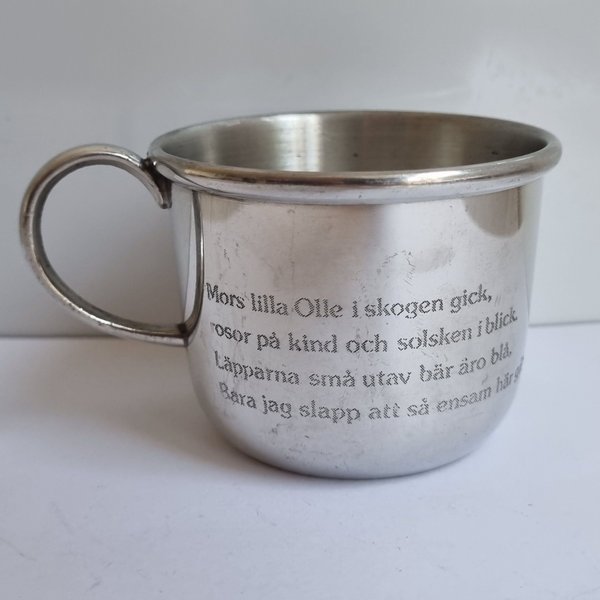 Mors lilla Olle i skogen gick,
rosor på kind och solsken i blick.
Läpparna små utav bär äro blå,
Bara jag slapp att så ensam här